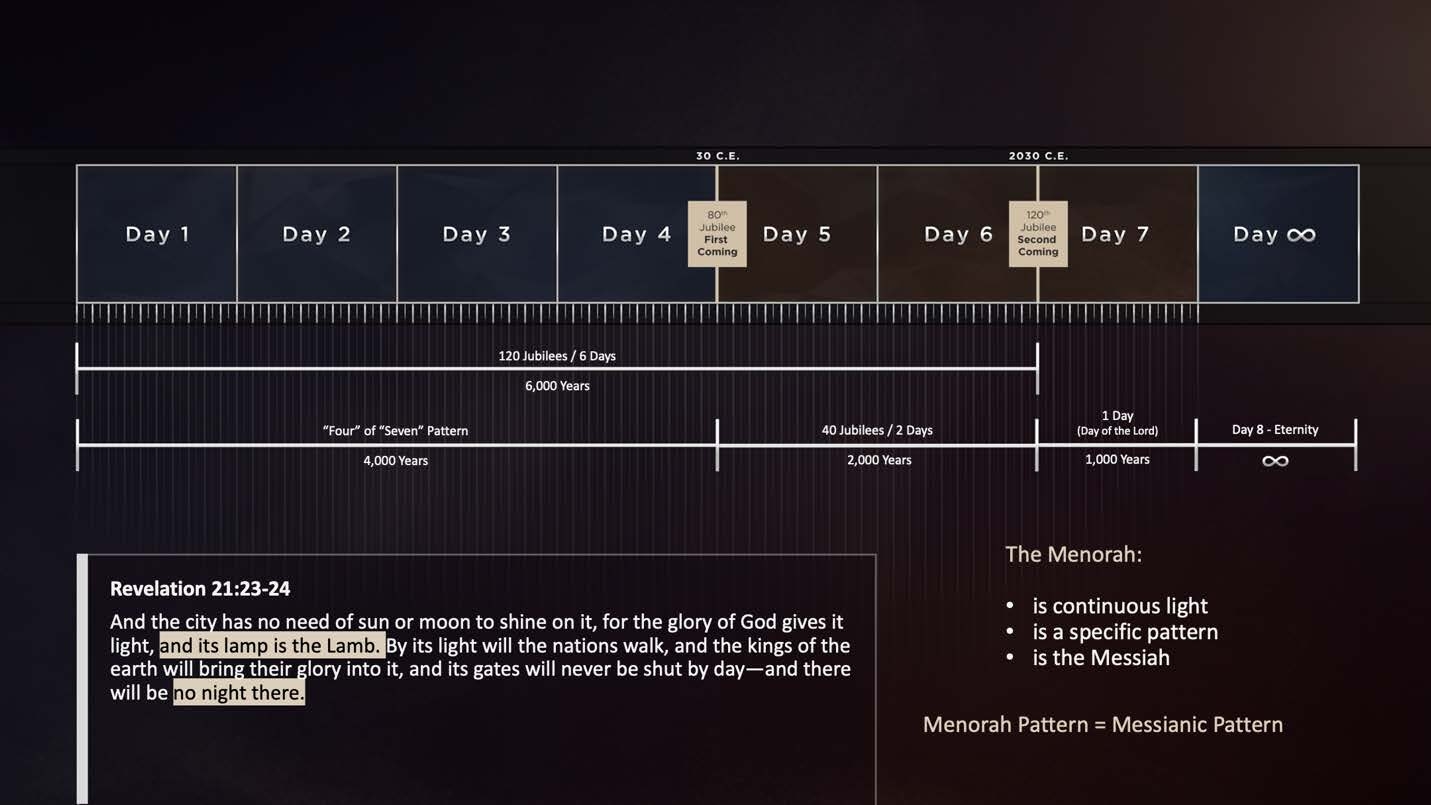 30 C.E.
2030 C.E.
Day 1
Day 2
Day 3
Day 4
80th
Jubilee
First
Coming
Day 5
Day 6
120th
Jubilee
Second
Coming
Day 7
Day ∞
120 Jubilees / 6 Days
6,000 Years
“Four” of “Seven” Pattern
4,000 Years
40 Jubilees / 2 Days
2,000 Years
1 Day
(Day of the Lord)
1,000 Years
Day 8 - Eternity
∞
Revelation 21:23-24
And the city has no need of sun or moon to shine on it, for the glory of God gives it
light, and its lamp is the Lamb. By its light will the nations walk, and the kings of the
earth will bring their glory into it, and its gates will never be shut by day—and there
will be no night there.
The Menorah:
• is continuous light
• is a specific pattern
• is the Messiah
Menorah Pattern = Messianic Pattern